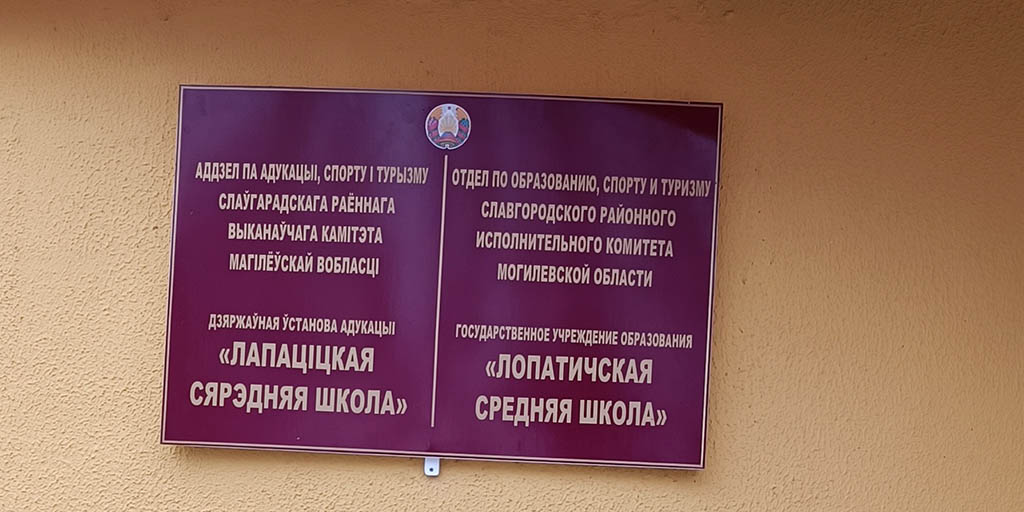 АДДЗЕЛ ПА АДУКАЦЫІ, СПОРТУ І ТУРЫЗМУ
СЛАЎГАРАДСКАГА РАЁННАГА
ВЫКАНАЎЧАГА КАМІТЭТА
МАГІЛЁЎСКАЙ ВОБЛАСЦІ
ДЗЯРЖАЎНАЯ ЎСТАНОВА АДУКАЦЫІ
«ЛАПАЦІЦКАЯ
СЯРЭДНЯЯ ШКОЛА»
ОТДЕЛ ПО ОБРАЗОВАНИЮ, СПОРТУ И ТУРИЗМУ
СЛАВГОРОДСКОГО РАЙОННОГО
ИСПОЛНИТЕЛЬНОГО КОМИТЕТА
МОГИЛЕВСКОЙ ОБЛАСТИ
ГОСУДАРСТВЕННОЕ УЧРЕЖДЕНИЕ ОБРАЗОВАНИЯ
«ЛОПАТИЧСКАЯ
СРЕДНЯЯ ШКОЛА»